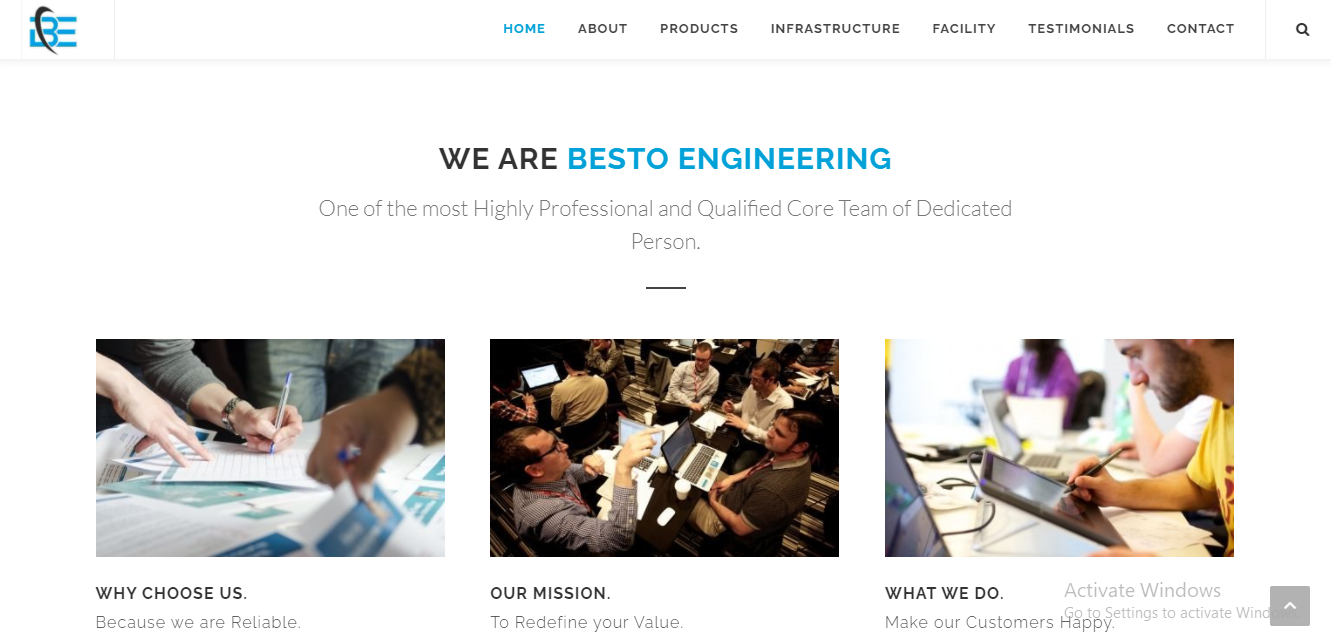 BE
HOME ABOUT PRODUCTS INFRASTRUCTURE FACILITY TESTIMONIALS CONTACT
WE ARE BESTO ENGINEERING
One of the most Highly Professional and Qualified Core Team of Dedicated
Person.
WHY CHOOSE US.
Because we are Reliable.
OUR MISSION.
To Redefine your Value.
WHAT WE DO.
Make our Customers Happy.
Activate Windows
Go to Settings to activate Windows.